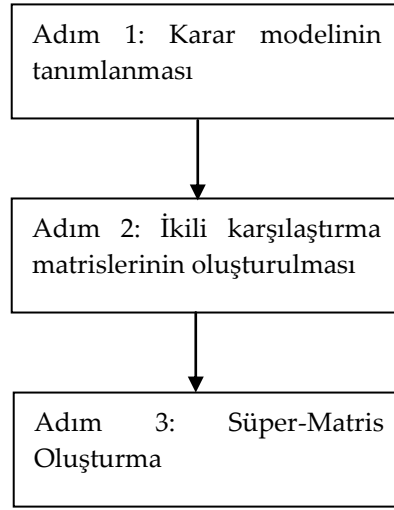 Adım 1: Karar modelinin
tanımlanması
Adım 2: İkili karşılaştırma
matrislerinin oluşturulması
Adım 3: Süper-Matris
Oluşturma